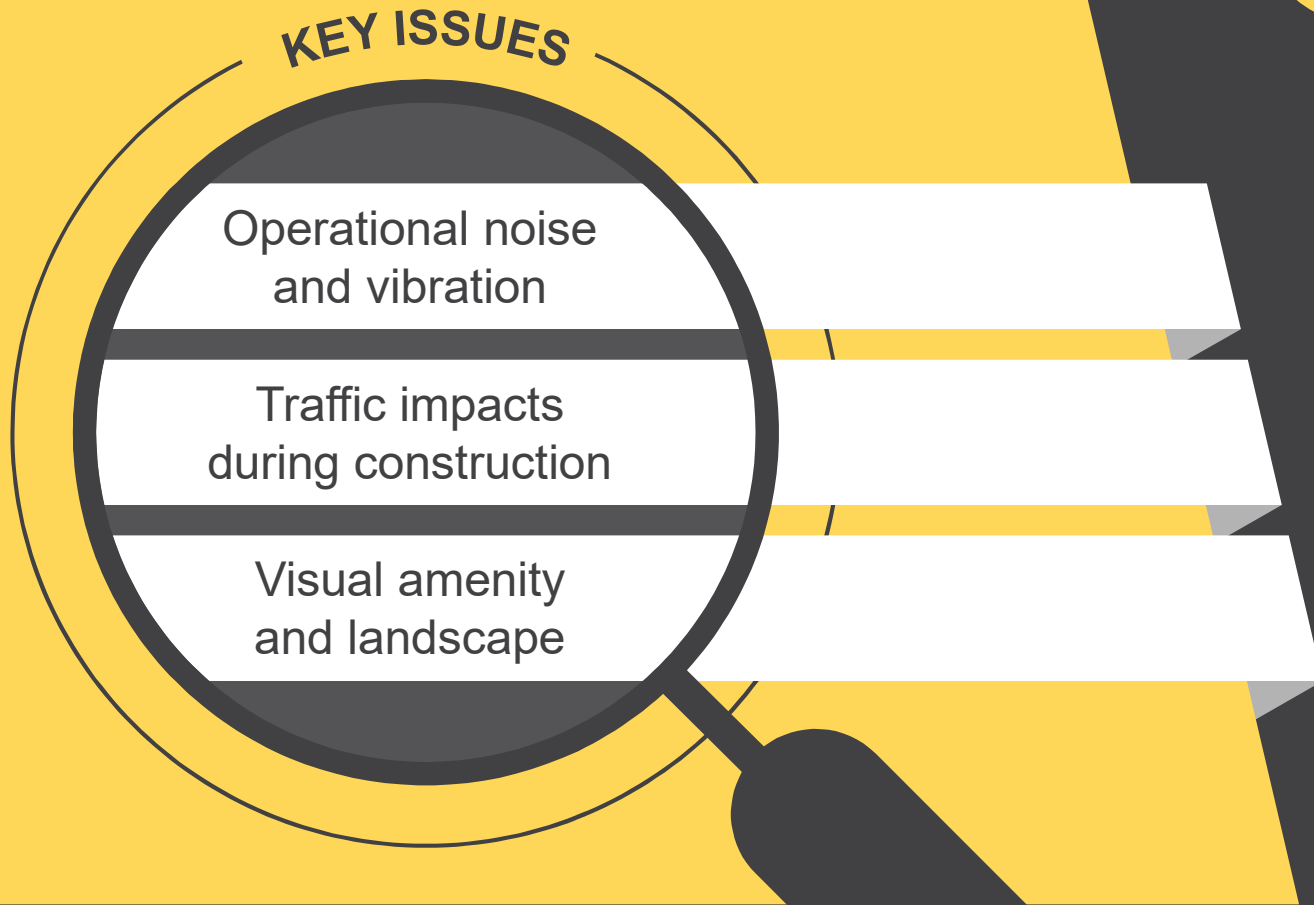 KEY ISSUES
Operational noise
and vibration
Traffic impacts
during construction
Visual amenity
and landscape